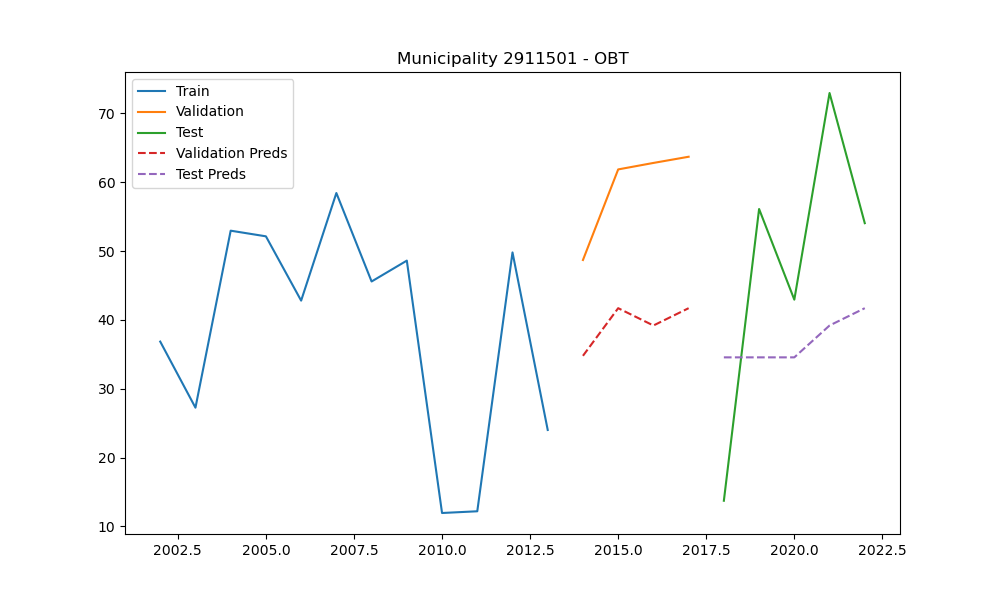 Municipality 2911501 - OBT
Train
Validation
Test
Validation Preds
Test Preds
70
60
50
40
30
20
10
2002.5 2005.0 2007.5 2010.0 2012.5 2015.0 2017.5 2020.0 2022.5